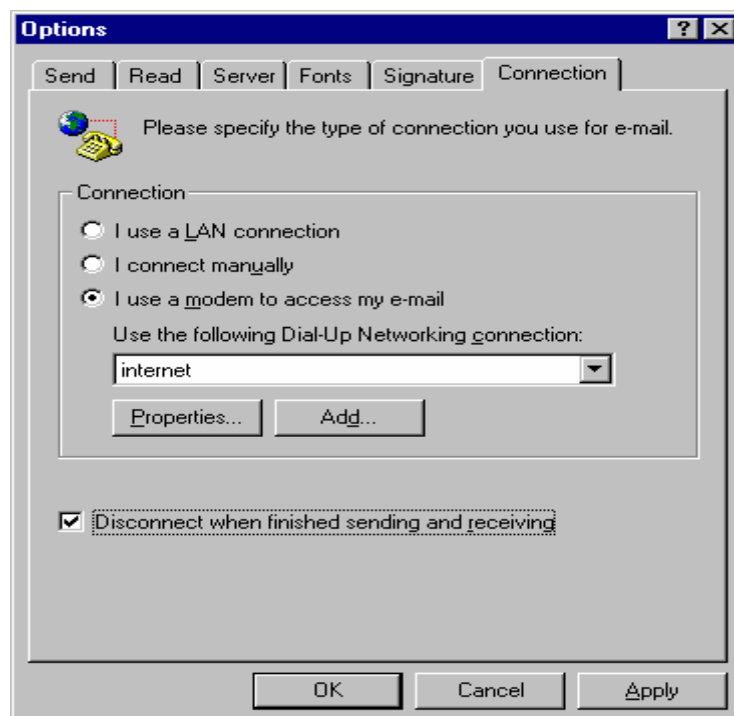 Options
Send Read Server Fonts Signature Connection
Please specify the type of connection you use for e-mail.
Connection
I use a LAN connection
I connect manually
I use a modem to access my e-mail
Use the following Dial-Up Networking connection:
internet
Properties... Add...
Disconnect when finished sending and receiving
OK Cancel Apply